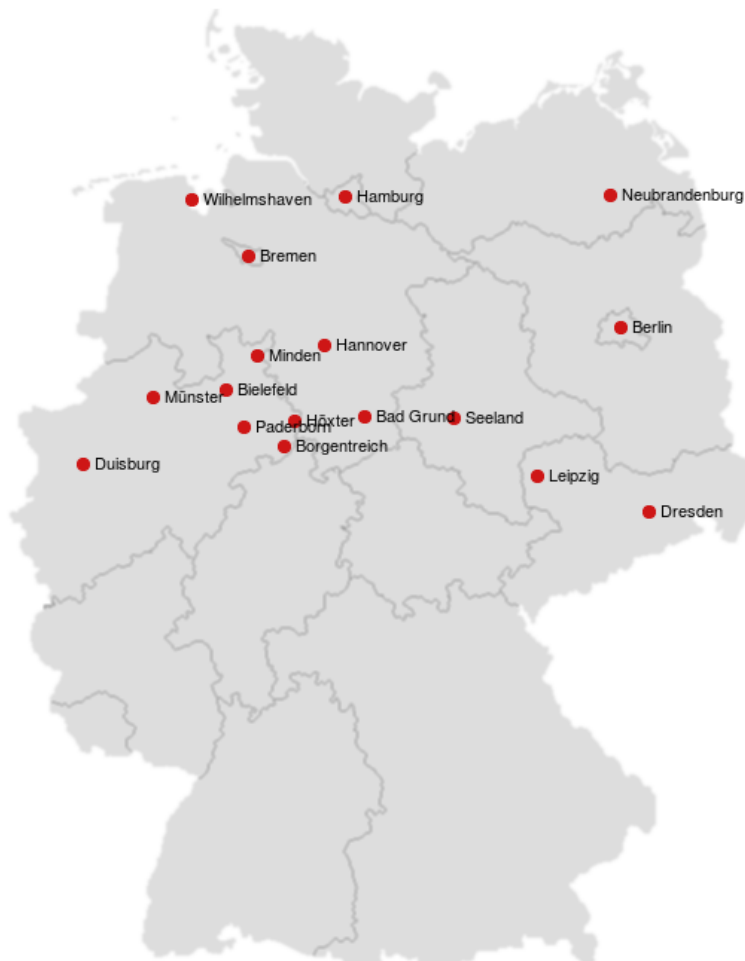 Wilhelmshaven
Hamburg
Neubrandenburg
Bremen
Berlin
Hannover
Minden
Bielefeld
Münster
Höxter
Bad Grund
Seeland
Paderborn
Borgentreich
Duisburg
Leipzig
Dresden